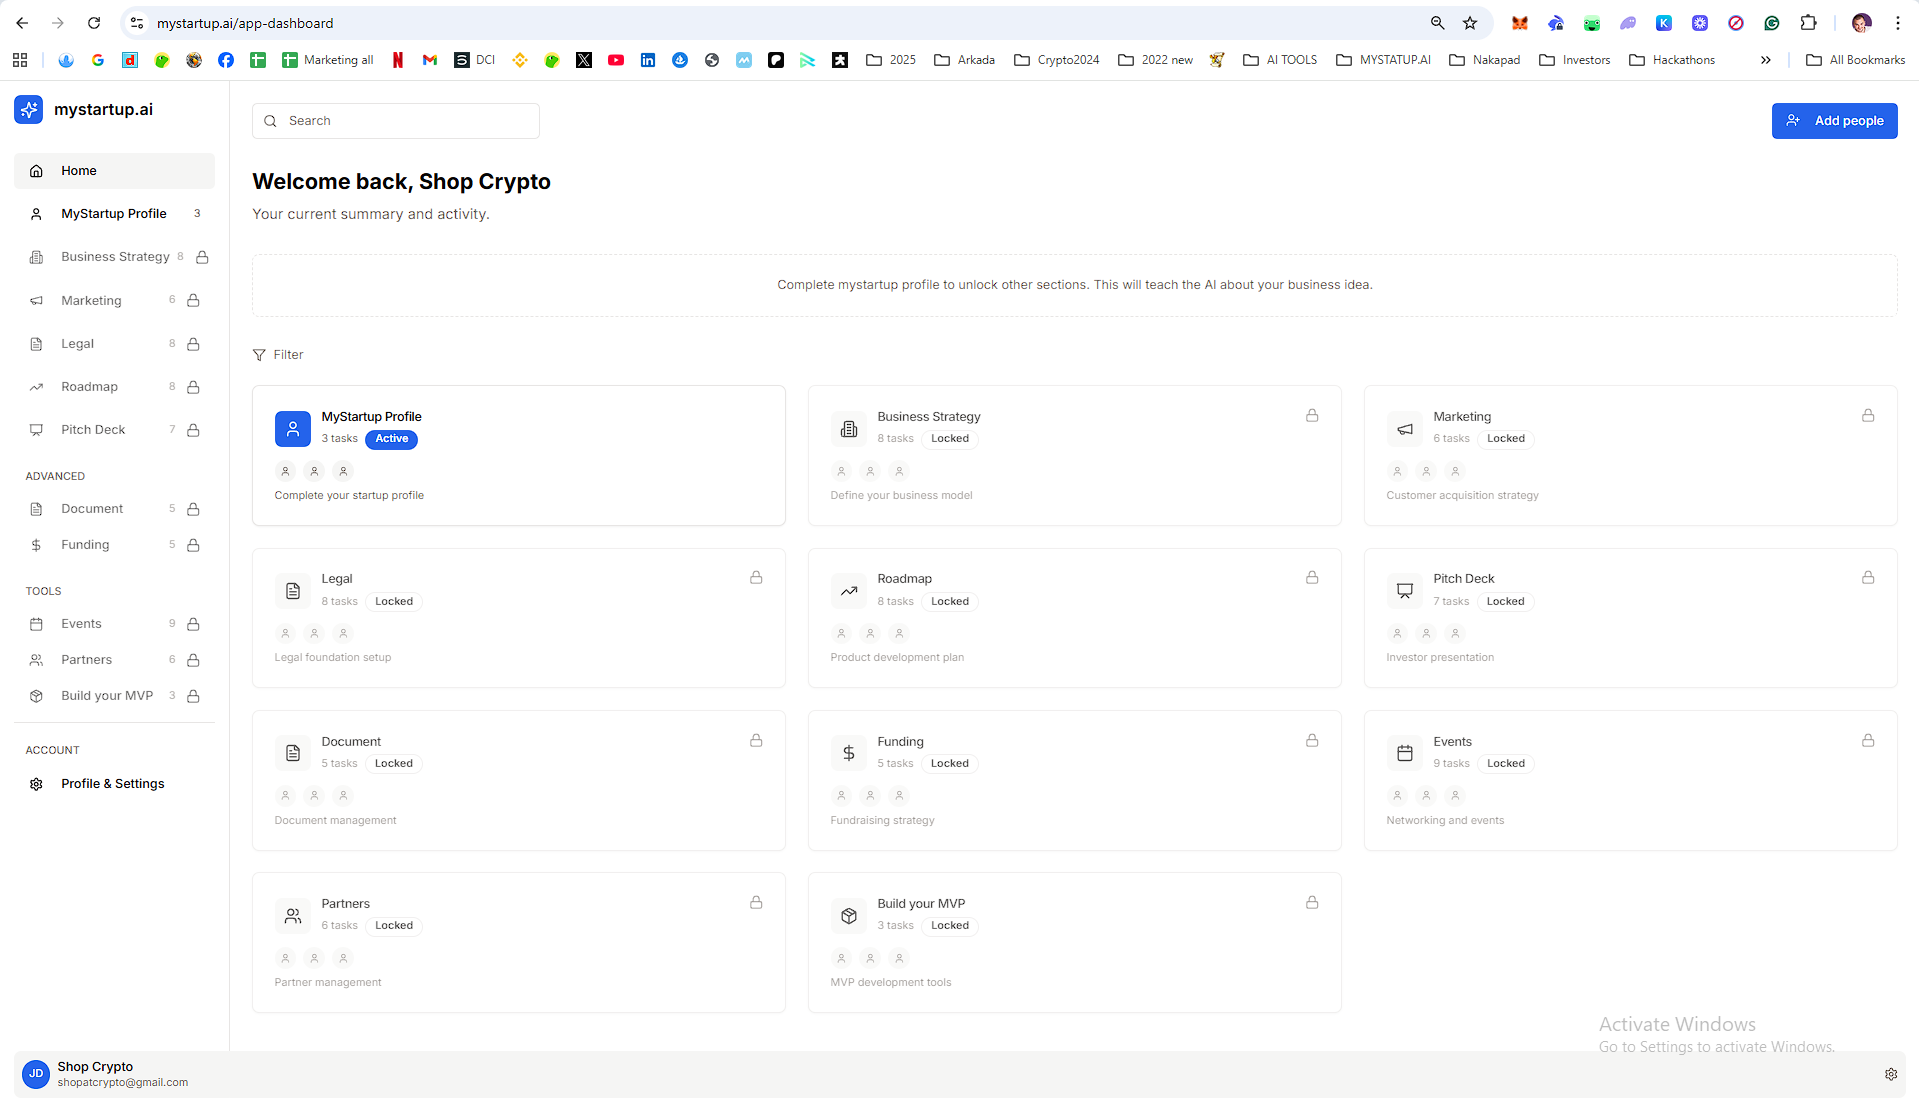 mystartup.ai/app-dashboard
Marketing all
DCI
2025
Arkada
Crypto2024
2022 new
AI TOOLS
MYSTATUP.AI
Nakapad
Investors
Hackathons
All Bookmarks
mystartup.ai
Home
MyStartup Profile 3
Business Strategy 8
Marketing 6
Legal 8
Roadmap 8
Pitch Deck 7
ADVANCED
Document 5
Funding 5
TOOLS
Events 9
Partners 6
Build your MVP 3
ACCOUNT
Profile & Settings
Search
Add people
Welcome back, Shop Crypto
Your current summary and activity.
Complete mystartup profile to unlock other sections. This will teach the AI about your business idea.
Filter
MyStartup Profile
3 tasks Active
Complete your startup profile
Business Strategy
8 tasks Locked
Define your business model
Marketing
6 tasks Locked
Customer acquisition strategy
Legal
8 tasks Locked
Legal foundation setup
Roadmap
8 tasks Locked
Product development plan
Pitch Deck
7 tasks Locked
Investor presentation
Document
5 tasks Locked
Document management
Funding
5 tasks Locked
Fundraising strategy
Events
9 tasks Locked
Networking and events
Partners
6 tasks Locked
Partner management
Build your MVP
3 tasks Locked
MVP development tools
Activate Windows
Go to Settings to activate Windows.
JD
Shop Crypto
shopatcrypto@gmail.com